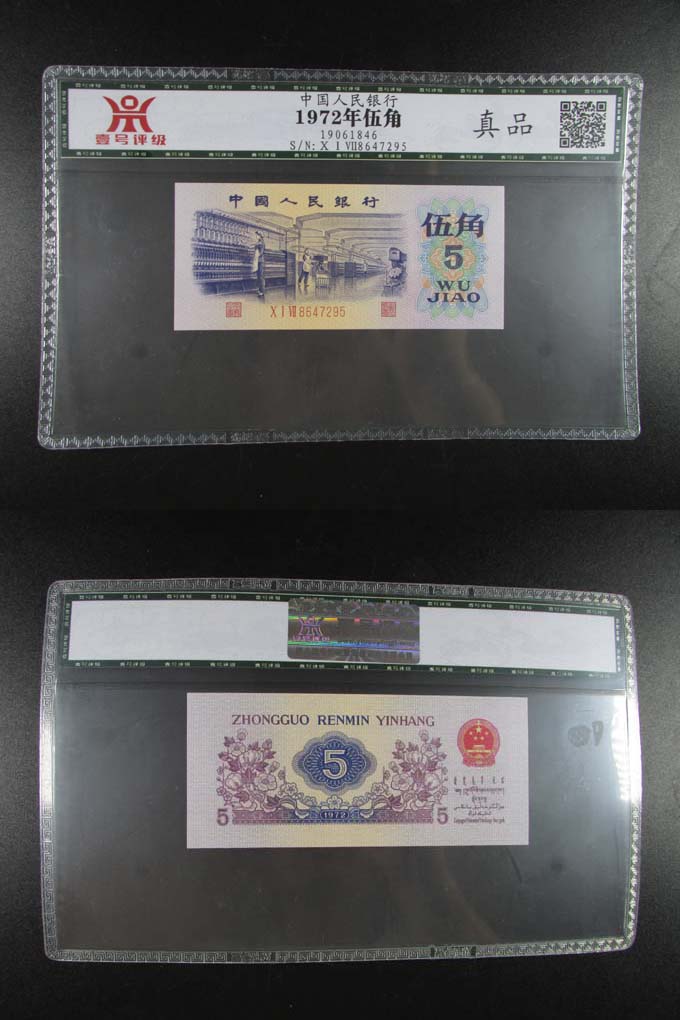 中国人民银行
1972年伍角
19061846
S/N: X I VII8647295
壹号评级
真品
中國人民銀行
伍角
5
WU
JIAO
X I VII 8647295
ZHONGGUO RENMIN YINHANG
5
5
1972
5